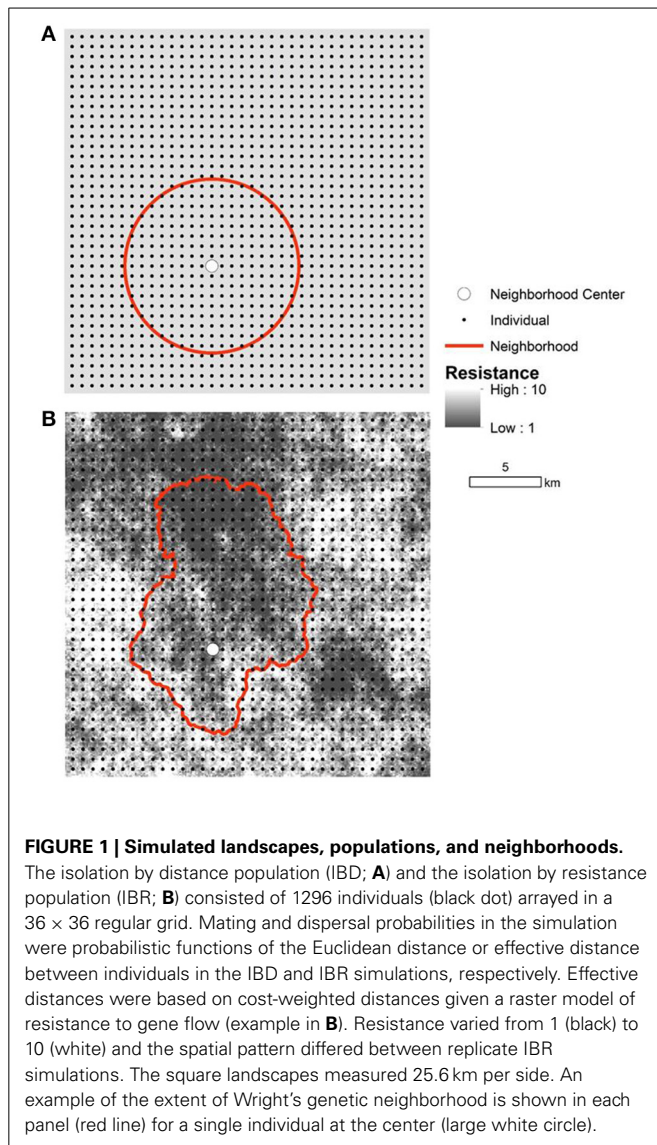 A
Neighborhood Center
Individual
Neighborhood
Resistance
High : 10
Low : 1
5
km
B
FIGURE 1 | Simulated landscapes, populations, and neighborhoods.
The isolation by distance population (IBD; A) and the isolation by resistance
population (IBR; B) consisted of 1296 individuals (black dot) arrayed in a
36 × 36 regular grid. Mating and dispersal probabilities in the simulation
were probabilistic functions of the Euclidean distance or effective distance
between individuals in the IBD and IBR simulations, respectively. Effective
distances were based on cost-weighted distances given a raster model of
resistance to gene flow (example in B). Resistance varied from 1 (black) to
10 (white) and the spatial pattern differed between replicate IBR
simulations. The square landscapes measured 25.6 km per side. An
example of the extent of Wright's genetic neighborhood is shown in each
panel (red line) for a single individual at the center (large white circle).